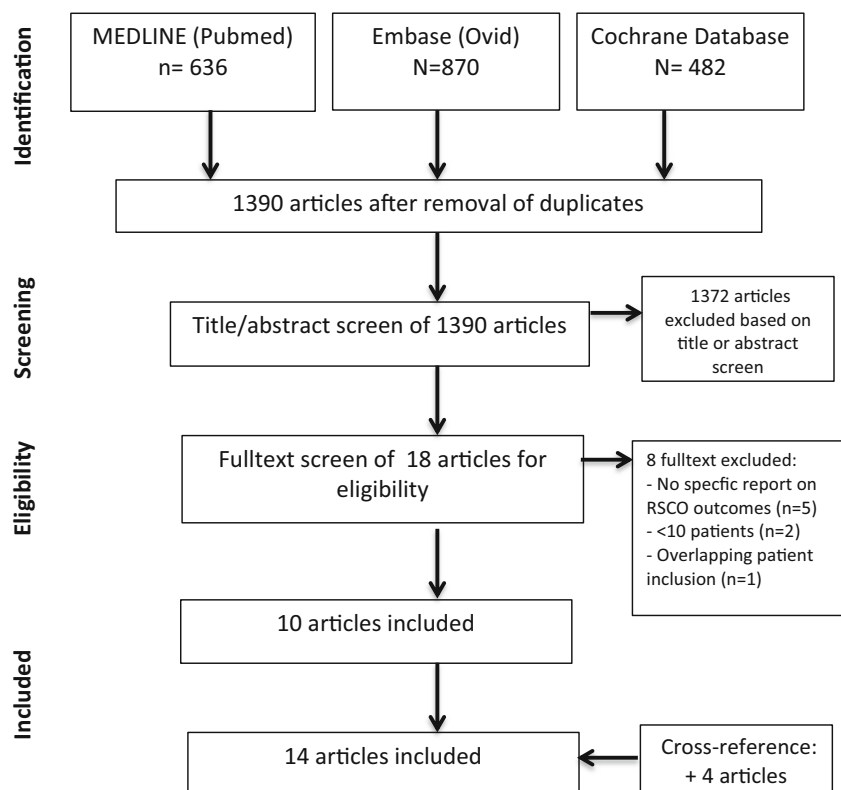 Identification
MEDLINE (Pubmed)
n= 636
Embase (Ovid)
N=870
Cochrane Database
N= 482
1390 articles after removal of duplicates
Screening
Title/abstract screen of 1390 articles
1372 articles
excluded based on
title or abstract
screen
Eligibility
Fulltext screen of 18 articles for
eligibility
8 fulltext excluded:
- No specfic report on
RSCO outcomes (n=5)
- <10 patients (n=2)
- Overlapping patient
inclusion (n=1)
Included
10 articles included
14 articles included
Cross-reference:
+ 4 articles